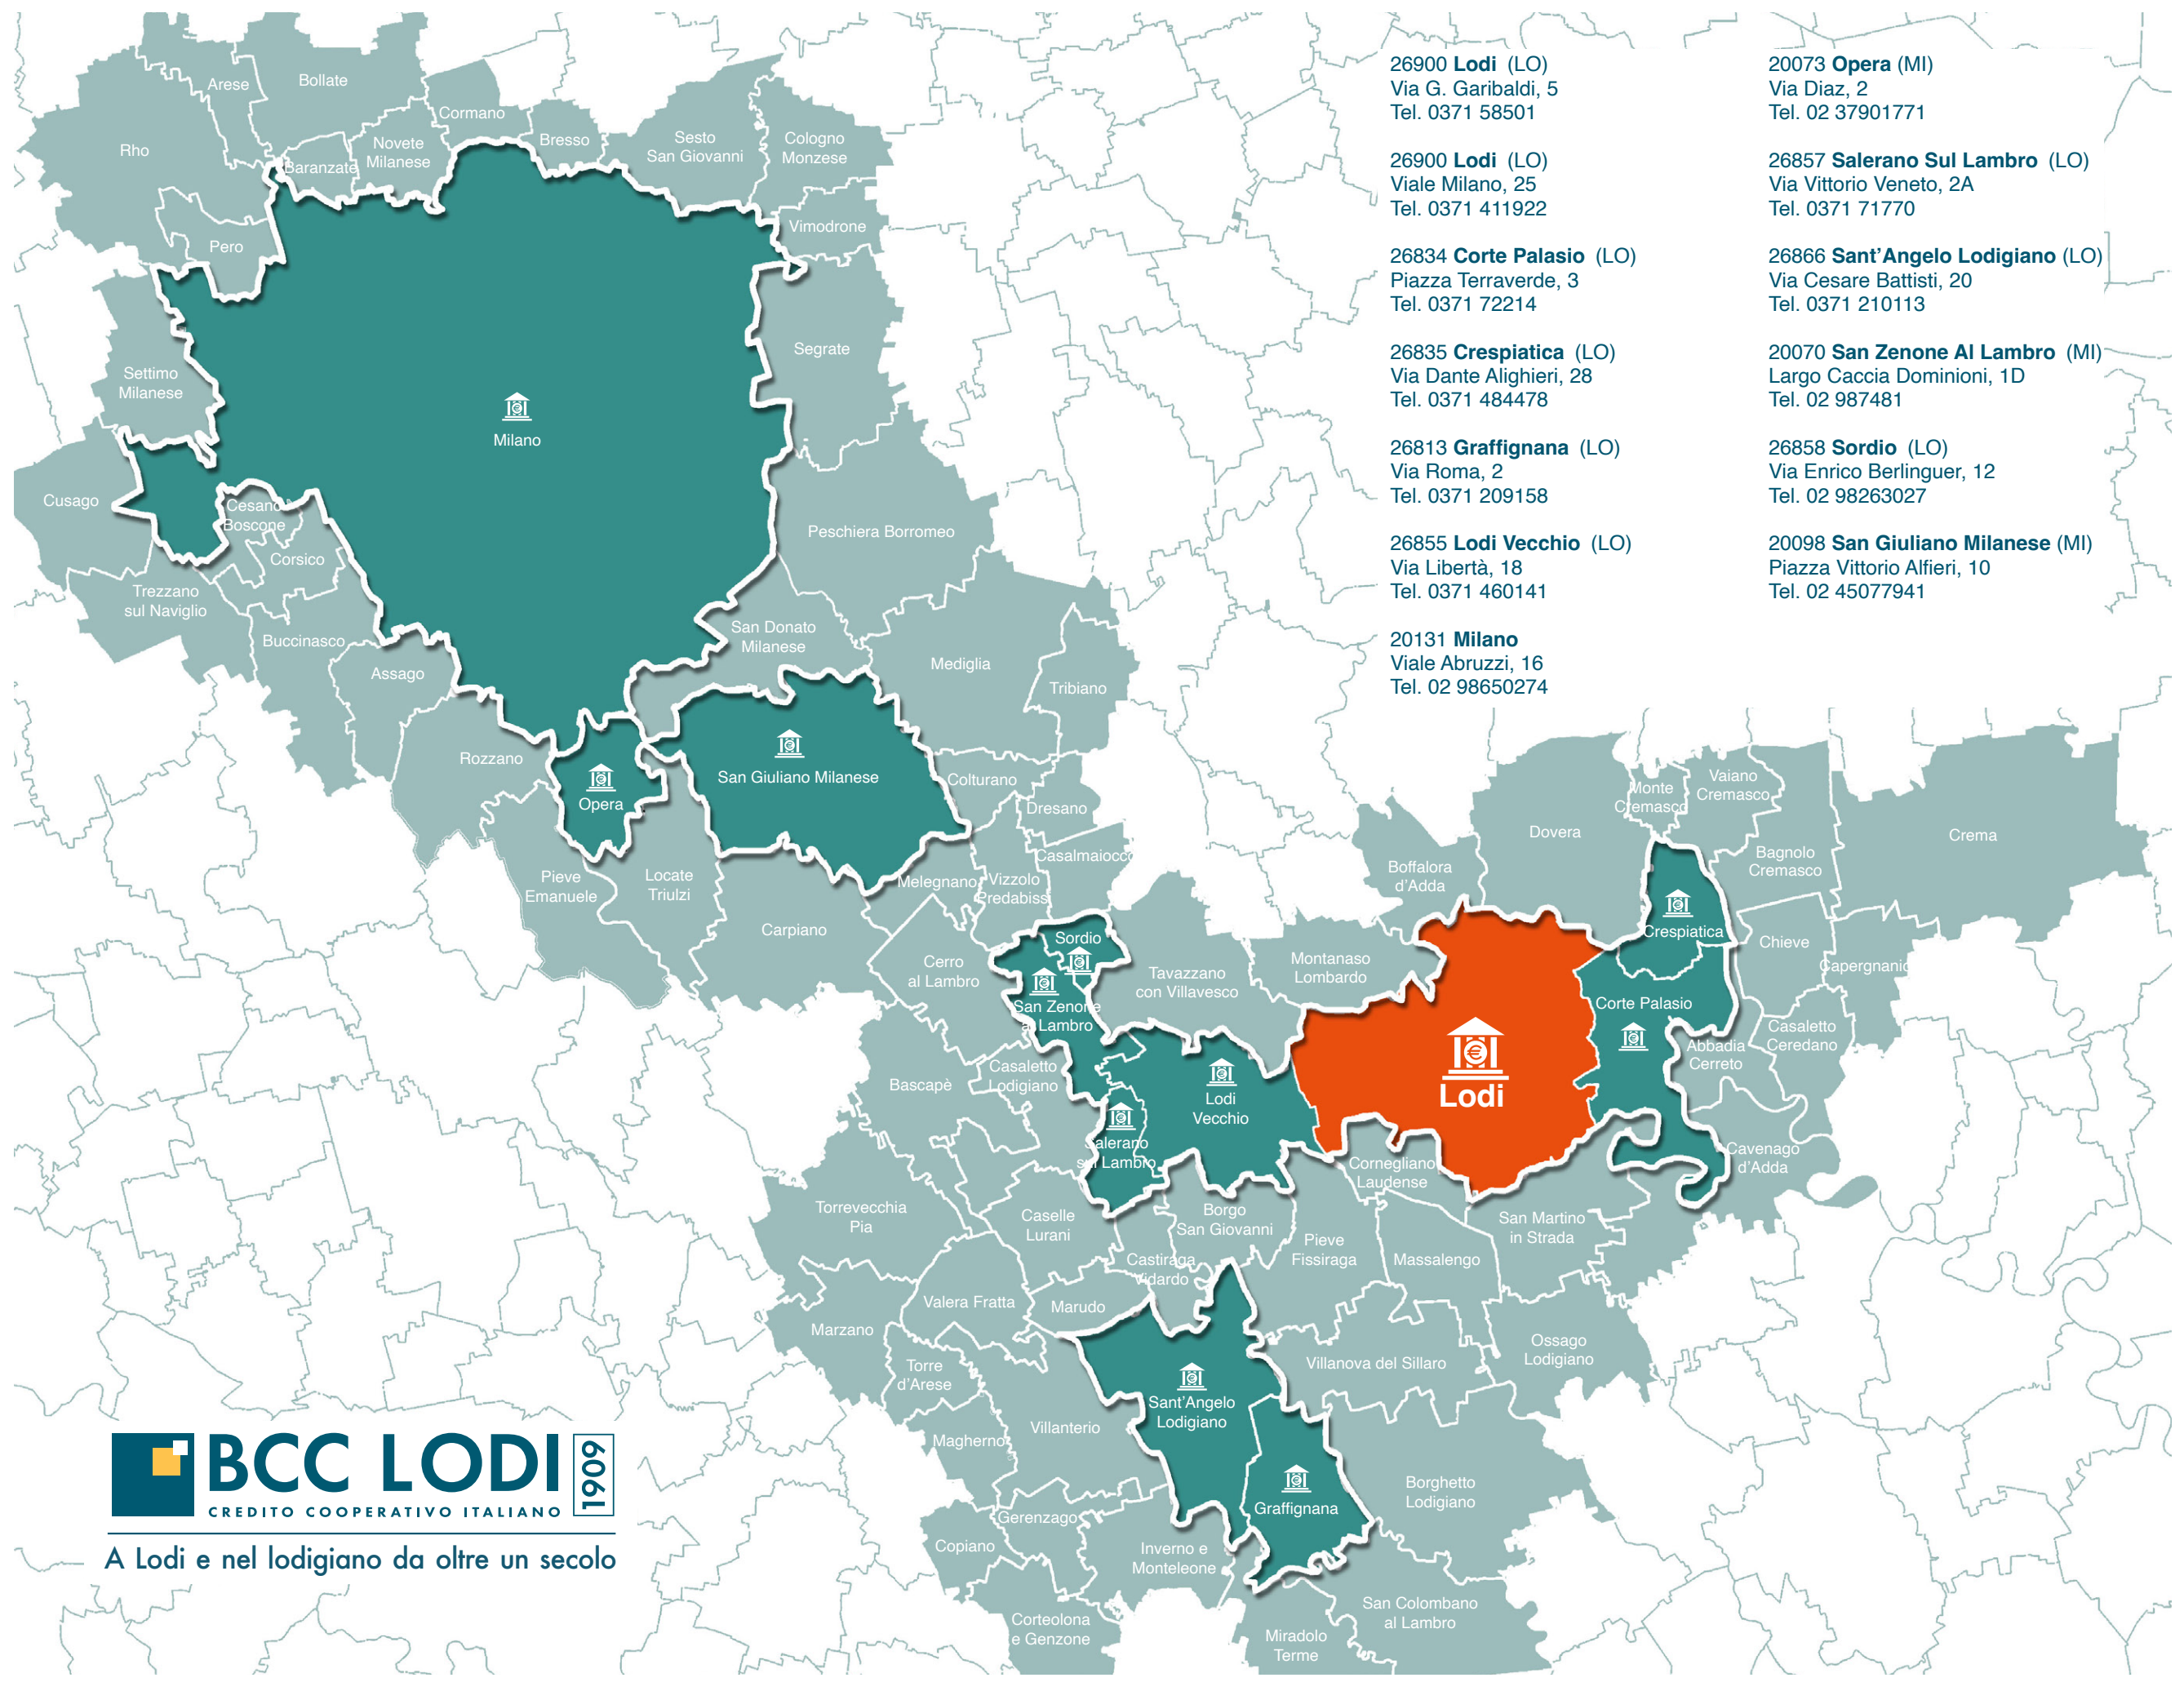 26900 Lodi (LO)
Via G. Garibaldi, 5
Tel. 0371 58501
26900 Lodi (LO)
Viale Milano, 25
Tel. 0371 411922
26834 Corte Palasio (LO)
Piazza Terraverde, 3
Tel. 0371 72214
26835 Crespiatica (LO)
Via Dante Alighieri, 28
Tel. 0371 484478
26813 Graffignana (LO)
Via Roma, 2
Tel. 0371 209158
26855 Lodi Vecchio (LO)
Via Libertà, 18
Tel. 0371 460141
20131 Milano
Viale Abruzzi, 16
Tel. 02 98650274
20073 Opera (MI)
Via Diaz, 2
Tel. 02 37901771
26857 Salerano Sul Lambro (LO)
Via Vittorio Veneto, 2A
Tel. 0371 71770
26866 Sant'Angelo Lodigiano (LO)
Via Cesare Battisti, 20
Tel. 0371 210113
20070 San Zenone Al Lambro (MI)
Largo Caccia Dominioni, 1D
Tel. 02 987481
26858 Sordio (LO)
Via Enrico Berlinguer, 12
Tel. 02 98263027
20098 San Giuliano Milanese (MI)
Piazza Vittorio Alfieri, 10
Tel. 02 45077941
Arese
Bollate
Cormano
Rho
Baranzate
Novete
Milanese
Bresso
Sesto
San Giovanni
Cologno
Monzese
Pero
Vimodrone
Settimo
Milanese
Segrate
Milano
Cusago
Cesano
Boscone
Corsico
Peschiera Borromeo
Trezzano
sul Naviglio
Buccinasco
Assago
San Donato
Milanese
Mediglia
Tribiano
Rozzano
Opera
San Giuliano Milanese
Colturano
Dresano
Casalmaiocco
Pieve
Emanuele
Locate
Triulzi
Melegnano
Vizzolo
Predabiss
Carpiano
Cerro
al Lambro
Sordio
San Zenone
al Lambro
Tavazzano
con Villavesco
Montanaso
Lombardo
Boffalora
d'Adda
Dovera
Monte
Cremasco
Vaiano
Cremasco
Bagnolo
Cremasco
Crema
Crespiatica
Chieve
Capergnanic
Corte Palasio
Casaletto
Ceredano
Abbadia
Cerreto
Cavenago
d'Adda
Lodi
Bascapè
Casaletto
Lodigiano
Lodi
Vecchio
Salerano
sul Lambro
Cornegliano
Laudense
Torrevecchia
Pia
Caselle
Lurani
Borgo
San Giovanni
Castiraga
Vidardo
Pieve
Fissiraga
Massalengo
San Martino
in Strada
Valera Fratta
Marudo
Marzano
Ossago
Lodigiano
Villanova del Sillaro
Torre
d'Arese
Sant'Angelo
Lodigiano
Villanterio
Magherno
Graffignana
Borghetto
Lodigiano
Gerenzago
Copiano
Inverno e
Monteleone
Corteolona
e Genzone
San Colombano
al Lambro
Miradolo
Terme
BCC LODI
1909
CREDITO COOPERATIVO ITALIANO
A Lodi e nel lodigiano da oltre un secolo